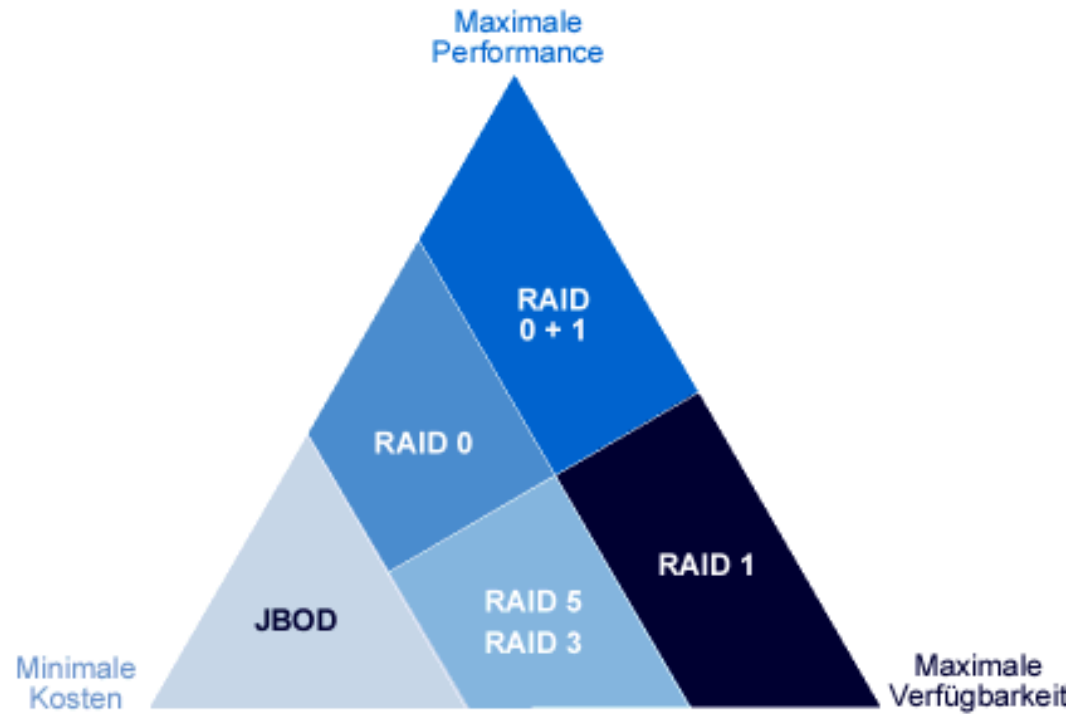 Maximale
Performance
RAID
0 + 1
RAID 0
RAID 1
RAID 5
RAID 3
JBOD
Minimale
Kosten
Maximale
Verfügbarkeit